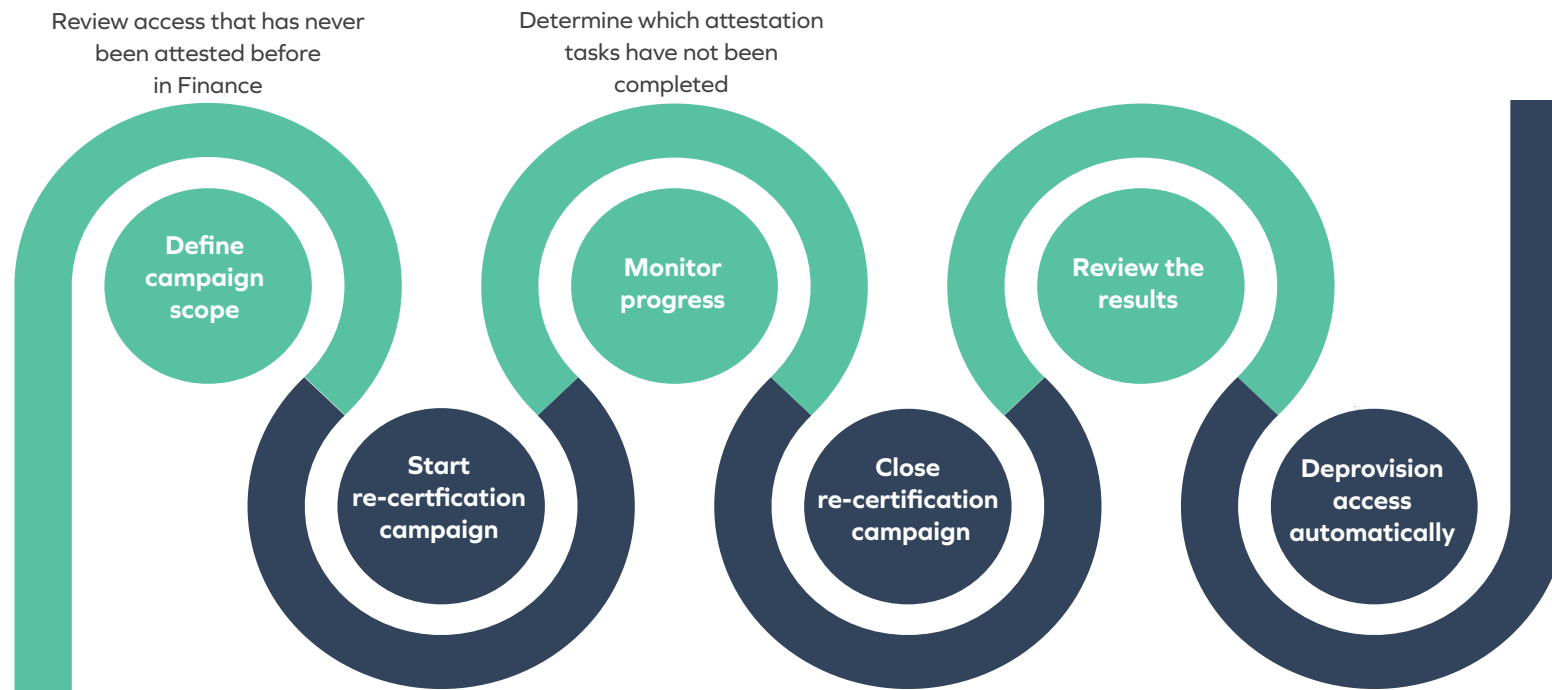 Review access that has never
been attested before
in Finance
Determine which attestation
tasks have not been
completed
Define
campaign
scope
Start
re-certfication
campaign
Monitor
progress
Close
re-certification
campaign
Review the
results
Deprovision
access
automatically